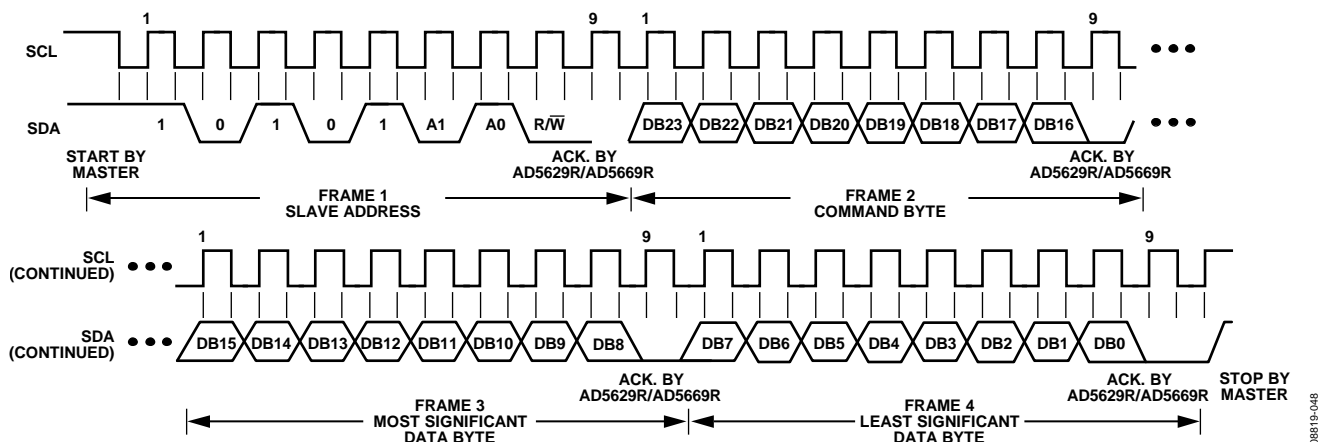 1 9 1 9
SCL
SDA
1 0 1 0 1 A1 A0 R/W̅ DB23 DB22 DB21 DB20 DB19 DB18 DB17 DB16
START BY
MASTER
ACK. BY
AD5629R/AD5669R
ACK. BY
AD5629R/AD5669R
FRAME 1
SLAVE ADDRESS
FRAME 2
COMMAND BYTE
1 9 1 9
SCL
(CONTINUED)
SDA
(CONTINUED)
DB15 DB14 DB13 DB12 DB11 DB10 DB9 DB8 DB7 DB6 DB5 DB4 DB3 DB2 DB1 DB0
ACK. BY
AD5629R/AD5669R
ACK. BY
AD5629R/AD5669R
STOP BY
MASTER
FRAME 3
MOST SIGNIFICANT
DATA BYTE
FRAME 4
LEAST SIGNIFICANT
DATA BYTE
08819-048